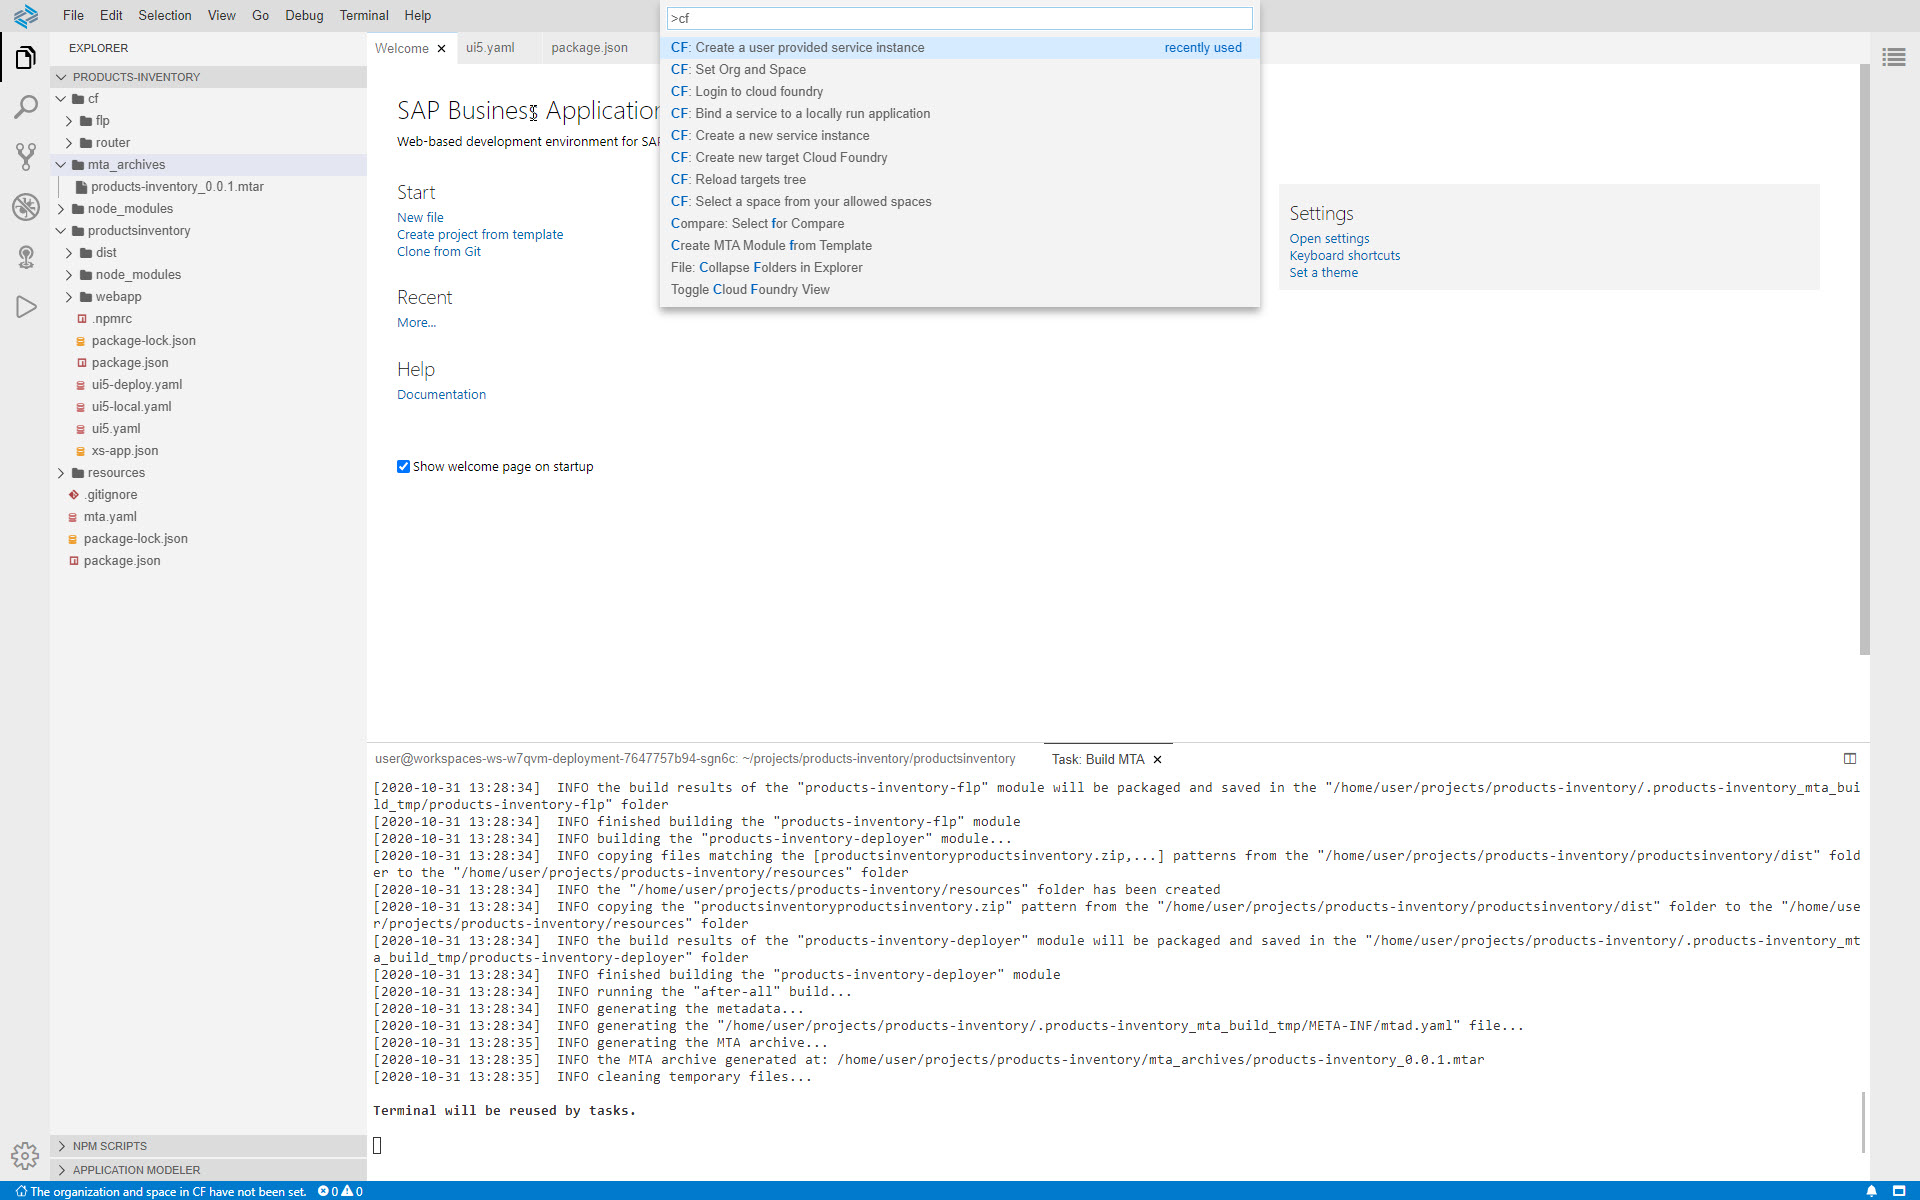 File Edit Selection View Go Debug Terminal Help
>cf
CF: Create a user provided service instance recently used
CF: Set Org and Space
CF: Login to cloud foundry
CF: Bind a service to a locally run application
CF: Create a new service instance
CF: Create new target Cloud Foundry
CF: Reload targets tree
CF: Select a space from your allowed spaces
Compare: Select for Compare
Create MTA Module from Template
File: Collapse Folders in Explorer
Toggle Cloud Foundry View
EXPLORER
PRODUCTS-INVENTORY
cf
flp
router
mta_archives
products-inventory_0.0.1.mtar
node_modules
productsinventory
dist
node_modules
webapp
.npmrc
package-lock.json
package.json
ui5-deploy.yaml
ui5-local.yaml
ui5.yaml
xs-app.json
resources
.gitignore
mta.yaml
package-lock.json
package.json
NPM SCRIPTS
APPLICATION MODELER
Welcome ui5.yaml package.json
SAP Business Application
Web-based development environment for SAP
Start
New file
Create project from template
Clone from Git
Recent
More...
Help
Documentation
Show welcome page on startup
Settings
Open settings
Keyboard shortcuts
Set a theme
user@workspaces-ws-w7qvm-deployment-7647757b94-sgn6c: ~/projects/products-inventory/productsinventory Task: Build MTA
[2020-10-31 13:28:34]  INFO the build results of the "products-inventory-flp" module will be packaged and saved in the "/home/user/projects/products-inventory/.products-inventory_mta_bui
ld_tmp/products-inventory-flp" folder
[2020-10-31 13:28:34]  INFO finished building the "products-inventory-flp" module
[2020-10-31 13:28:34]  INFO building the "products-inventory-deployer" module...
[2020-10-31 13:28:34]  INFO copying files matching the [productsinventoryproductsinventory.zip,...] patterns from the "/home/user/projects/products-inventory/productsinventory/dist" fold
er to the "/home/user/projects/products-inventory/resources" folder
[2020-10-31 13:28:34]  INFO the "/home/user/projects/products-inventory/resources" folder has been created
[2020-10-31 13:28:34]  INFO copying the "productsinventoryproductsinventory.zip" pattern from the "/home/user/projects/products-inventory/productsinventory/dist" folder to the "/home/use
r/projects/products-inventory/resources" folder
[2020-10-31 13:28:34]  INFO the build results of the "products-inventory-deployer" module will be packaged and saved in the "/home/user/projects/products-inventory/.products-inventory_mt
a_build_tmp/products-inventory-deployer" folder
[2020-10-31 13:28:34]  INFO finished building the "products-inventory-deployer" module
[2020-10-31 13:28:34]  INFO running the "after-all" build...
[2020-10-31 13:28:34]  INFO generating the metadata...
[2020-10-31 13:28:34]  INFO generating the "/home/user/projects/products-inventory/.products-inventory_mta_build_tmp/META-INF/mtad.yaml" file...
[2020-10-31 13:28:35]  INFO generating the MTA archive...
[2020-10-31 13:28:35]  INFO the MTA archive generated at: /home/user/projects/products-inventory/mta_archives/products-inventory_0.0.1.mtar
[2020-10-31 13:28:35]  INFO cleaning temporary files...
Terminal will be reused by tasks.
The organization and space in CF have not been set. 0 0